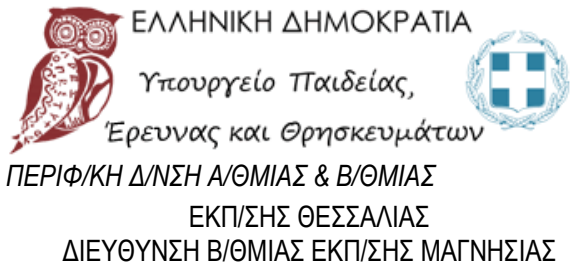 ΕΛΛΗΝΙΚΗ ΔΗΜΟΚΡΑΤΙΑ
Υπουργείο Παιδείας,
Έρευνας και Θρησκευμάτων
ΠΕΡΙΦ/ΚΗ Δ/ΝΣΗ Α/ΘΜΙΑΣ & Β/ΘΜΙΑΣ
ΕΚΠ/ΣΗΣ ΘΕΣΣΑΛΙΑΣ
ΔΙΕΥΘΥΝΣΗ Β/ΘΜΙΑΣ ΕΚΠ/ΣΗΣ ΜΑΓΝΗΣΙΑΣ